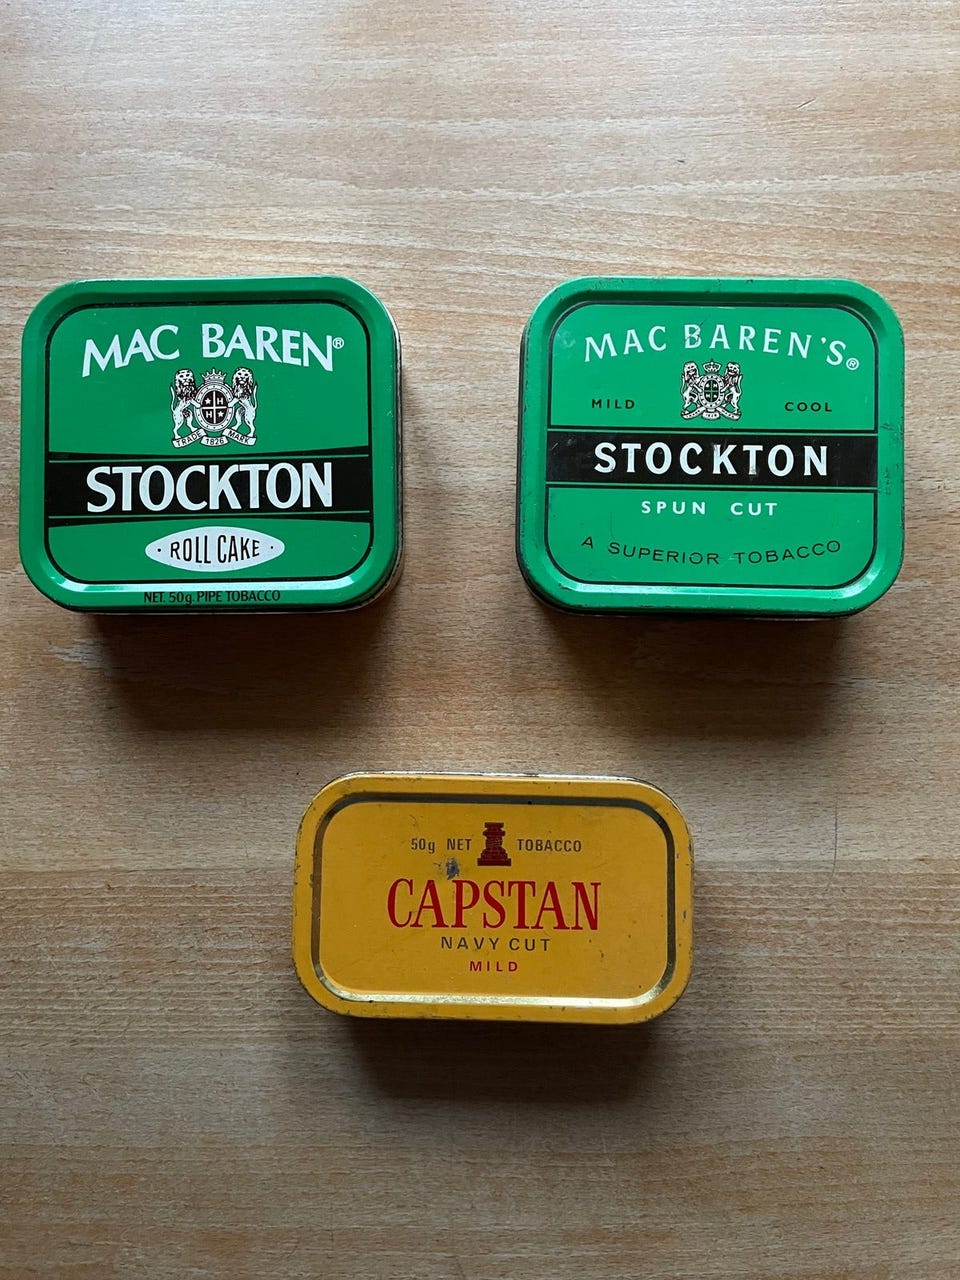 MAC BAREN®
TRADE 1826 MARK
STOCKTON
· ROLL CAKE ·
NET. 50g. PIPE TOBACCO
MAC BAREN'S®
MILD COOL
STOCKTON
SPUN CUT
A SUPERIOR TOBACCO
50g NET TOBACCO
CAPSTAN
NAVY CUT
MILD